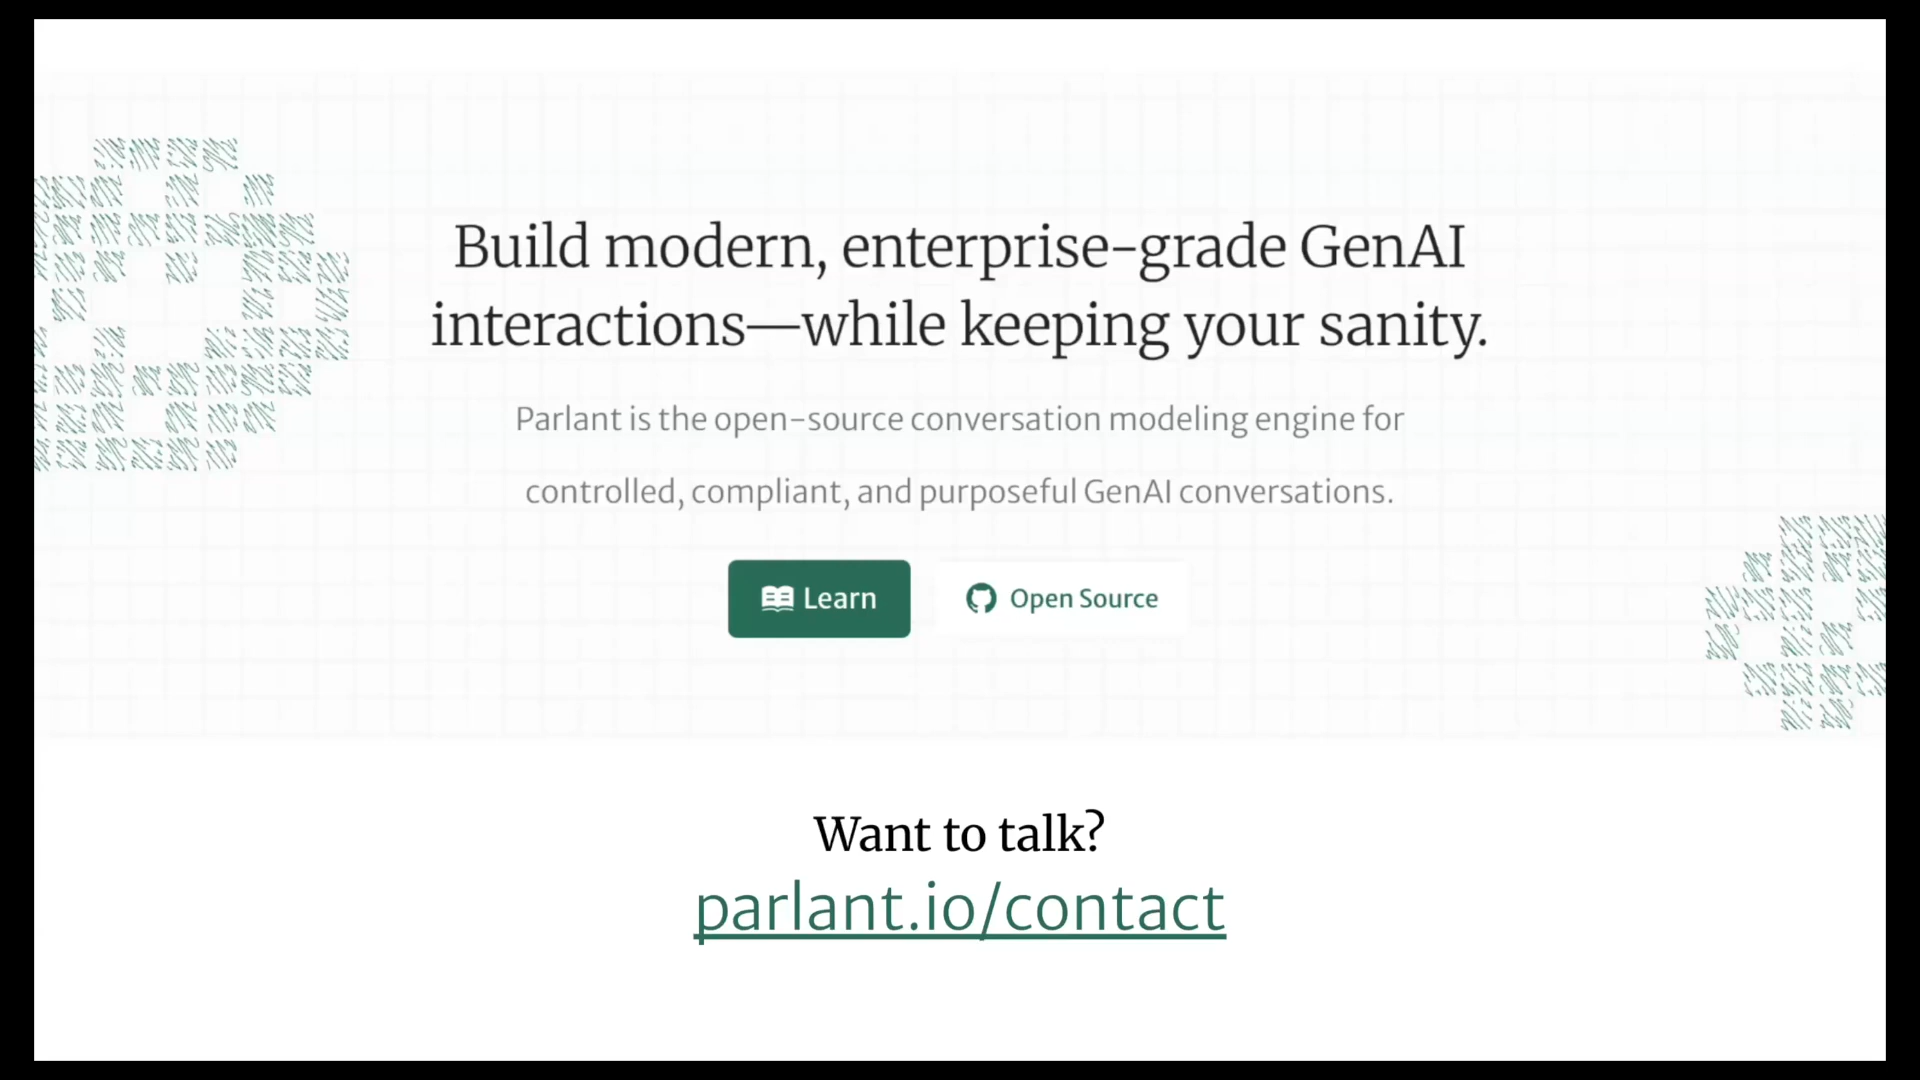 Build modern, enterprise-grade GenAI
interactions—while keeping your sanity.
Parlant is the open-source conversation modeling engine for
controlled, compliant, and purposeful GenAI conversations.
Learn
Open Source
Want to talk?
parlant.io/contact